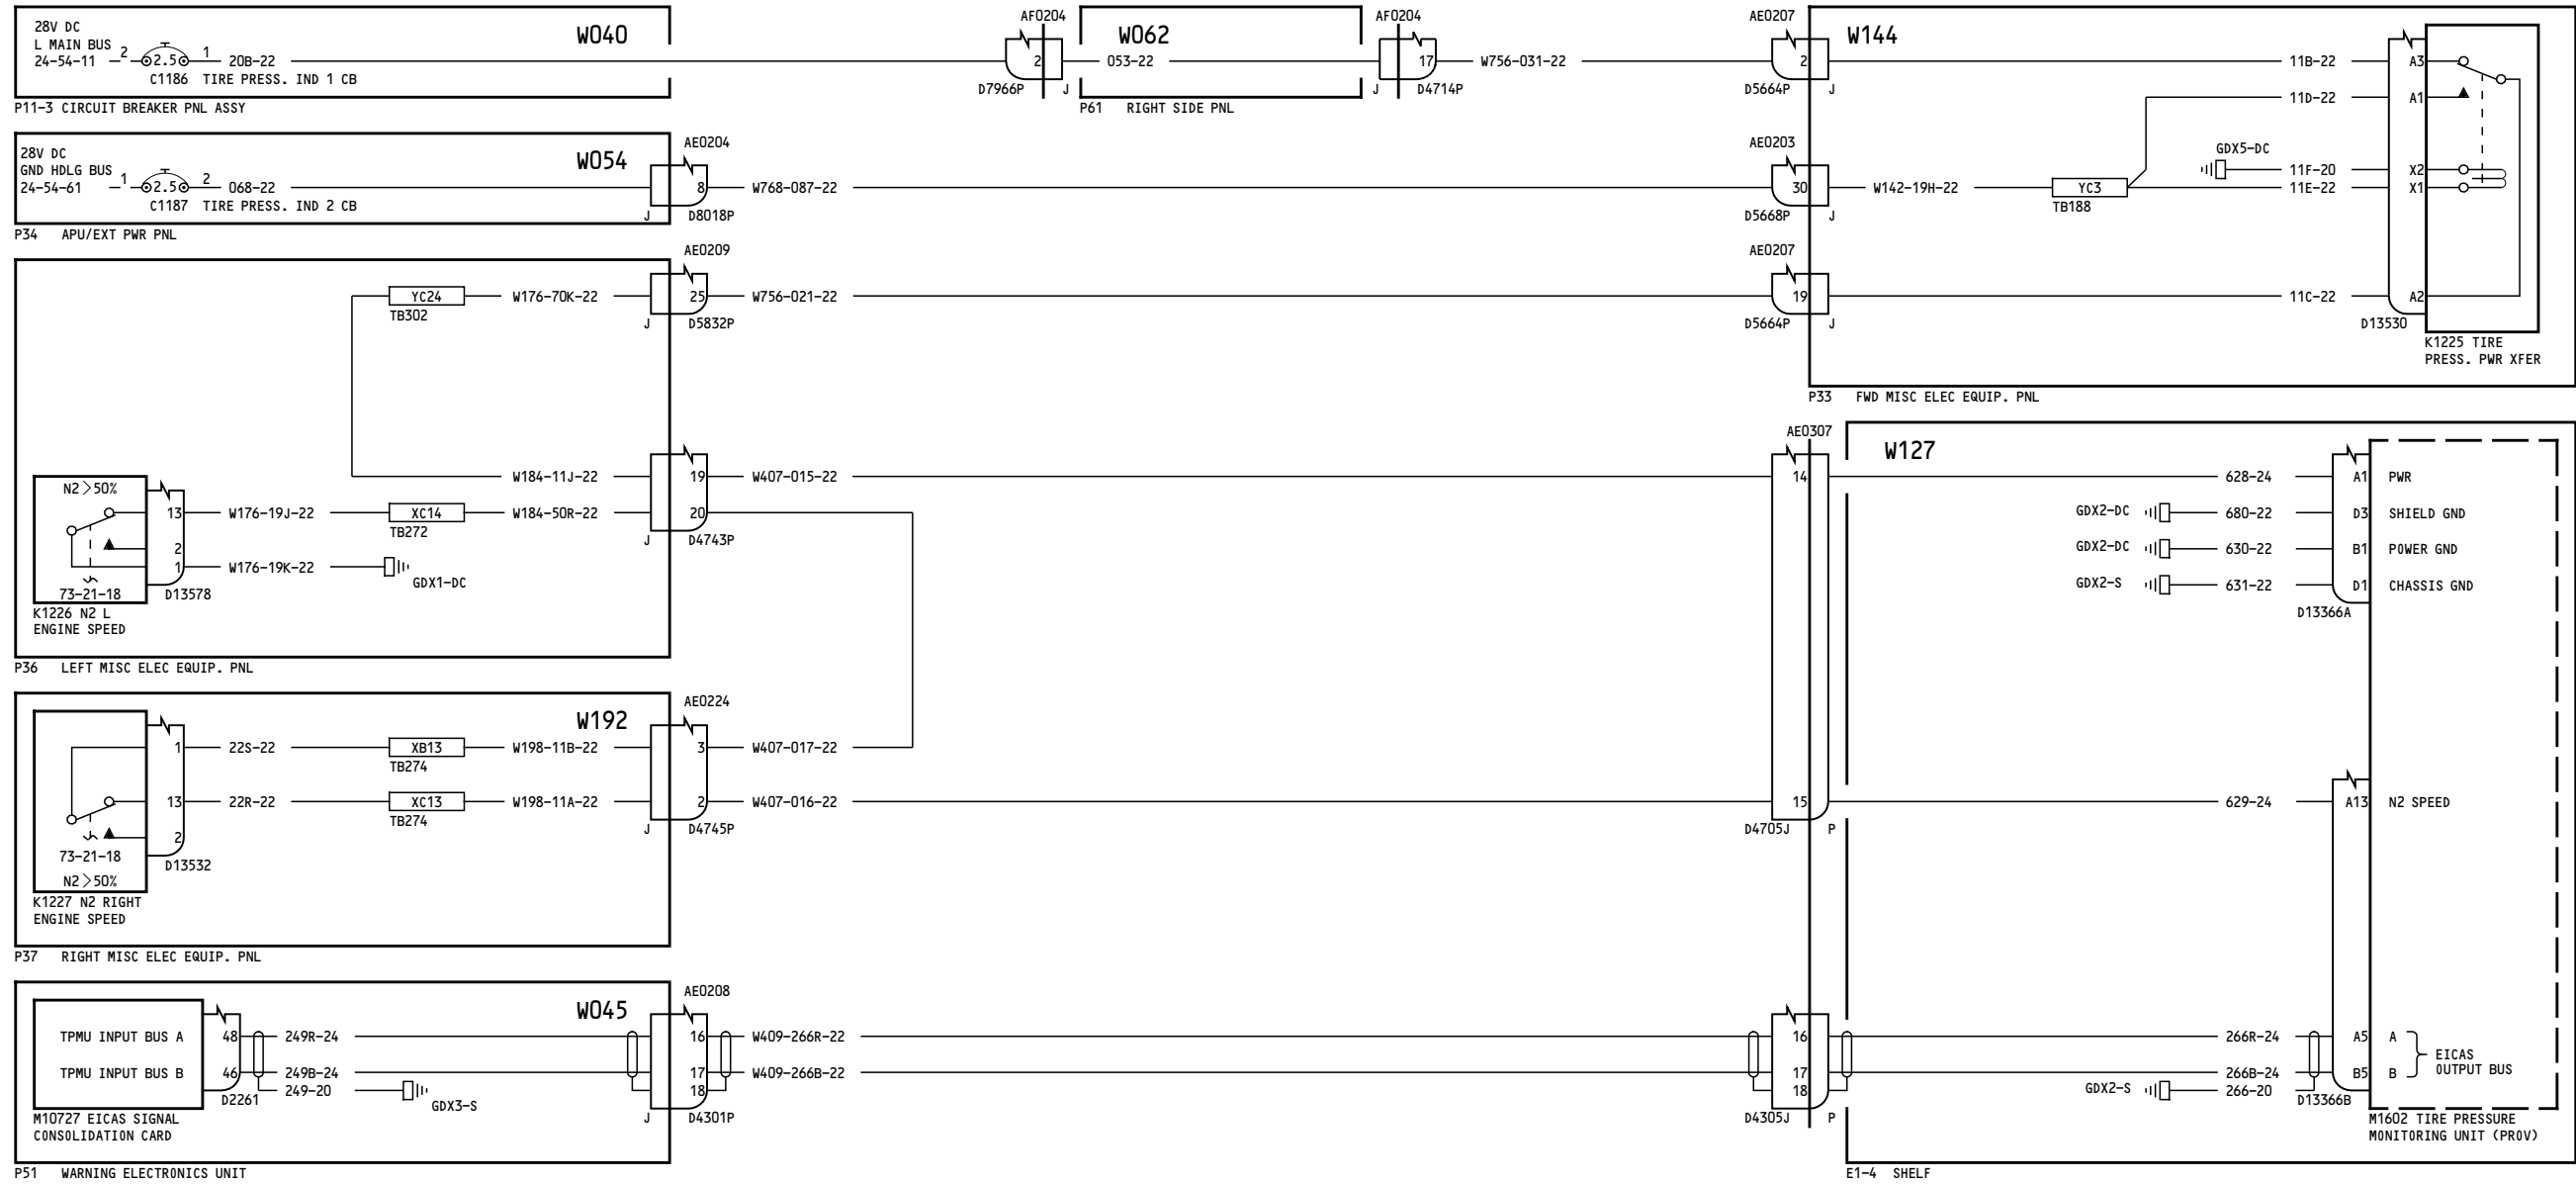 28V DC
L MAIN BUS
24-54-11
2
2.5
1
20B-22
C1186 TIRE PRESS. IND 1 CB
W040
P11-3 CIRCUIT BREAKER PNL ASSY
AF0204
2
D7966P
J
W062
053-22
P61 RIGHT SIDE PNL
AF0204
17
J
D4714P
W756-031-22
AE0207
2
D5664P
J
W144
11B-22
A3
11D-22
A1
28V DC
GND HDLG BUS
24-54-61
1
2.5
2
068-22
C1187 TIRE PRESS. IND 2 CB
W054
P34 APU/EXT PWR PNL
AE0204
8
J
D8018P
W768-087-22
AE0203
30
D5668P
J
W142-19H-22
YC3
TB188
GDX5-DC
11F-20
X2
11E-22
X1
YC24
TB302
W176-70K-22
AE0209
25
J
D5832P
W756-021-22
AE0207
19
D5664P
J
11C-22
A2
D13530
K1225 TIRE
PRESS. PWR XFER
P33 FWD MISC ELEC EQUIP. PNL
W184-11J-22
19
W407-015-22
AE0307
14
W127
628-24
A1
PWR
N2 > 50%
13
W176-19J-22
XC14
TB272
W184-50R-22
20
J
D4743P
2
1
W176-19K-22
GDX1-DC
73-21-18
D13578
K1226 N2 L
ENGINE SPEED
P36 LEFT MISC ELEC EQUIP. PNL
GDX2-DC
680-22
D3
SHIELD GND
GDX2-DC
630-22
B1
POWER GND
GDX2-S
631-22
D1
CHASSIS GND
D13366A
W192
AE0224
1
22S-22
XB13
TB274
W198-11B-22
3
W407-017-22
13
22R-22
XC13
TB274
W198-11A-22
2
W407-016-22
J
D4745P
2
73-21-18
D13532
N2 > 50%
K1227 N2 RIGHT
ENGINE SPEED
P37 RIGHT MISC ELEC EQUIP. PNL
15
D4705J
P
629-24
A13
N2 SPEED
W045
AE0208
TPMU INPUT BUS A
48
249R-24
16
W409-266R-22
16
266R-24
A5
A
TPMU INPUT BUS B
46
249B-24
17
W409-266B-22
17
266B-24
B5
B
EICAS
OUTPUT BUS
D2261
249-20
GDX3-S
18
J
D4301P
18
D4305J
P
GDX2-S
266-20
D13366B
M10727 EICAS SIGNAL
CONSOLIDATION CARD
P51 WARNING ELECTRONICS UNIT
M1602 TIRE PRESSURE
MONITORING UNIT (PROV)
E1-4 SHELF